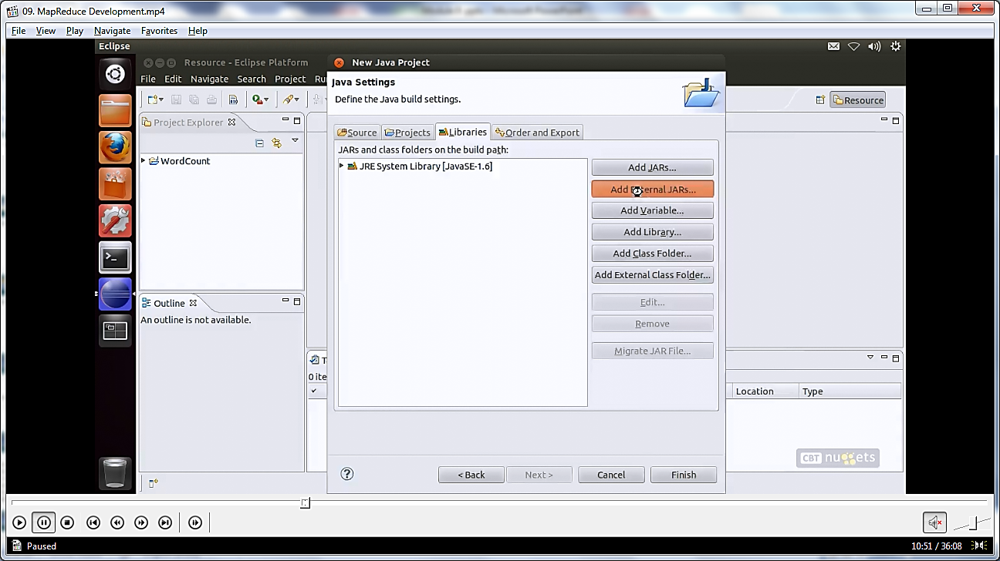 09. MapReduce Development.mp4
File View Play Navigate Favorites Help
Eclipse
Resource - Eclipse Platform
New Java Project
File Edit Navigate Search Project Ru
Java Settings
Define the Java build settings.
Resource
Project Explorer
WordCount
Source Projects Libraries Order and Export
JARs and class folders on the build path:
JRE System Library [JavaSE-1.6]
Add JARs...
Add External JARs...
Add Variable...
Add Library...
Add Class Folder...
Add External Class Folder...
Edit...
Remove
Migrate JAR File...
Outline
An outline is not available.
T
0 ite
Location Type
CBT nuggets
< Back Next > Cancel Finish
Paused
10:51 / 36:08